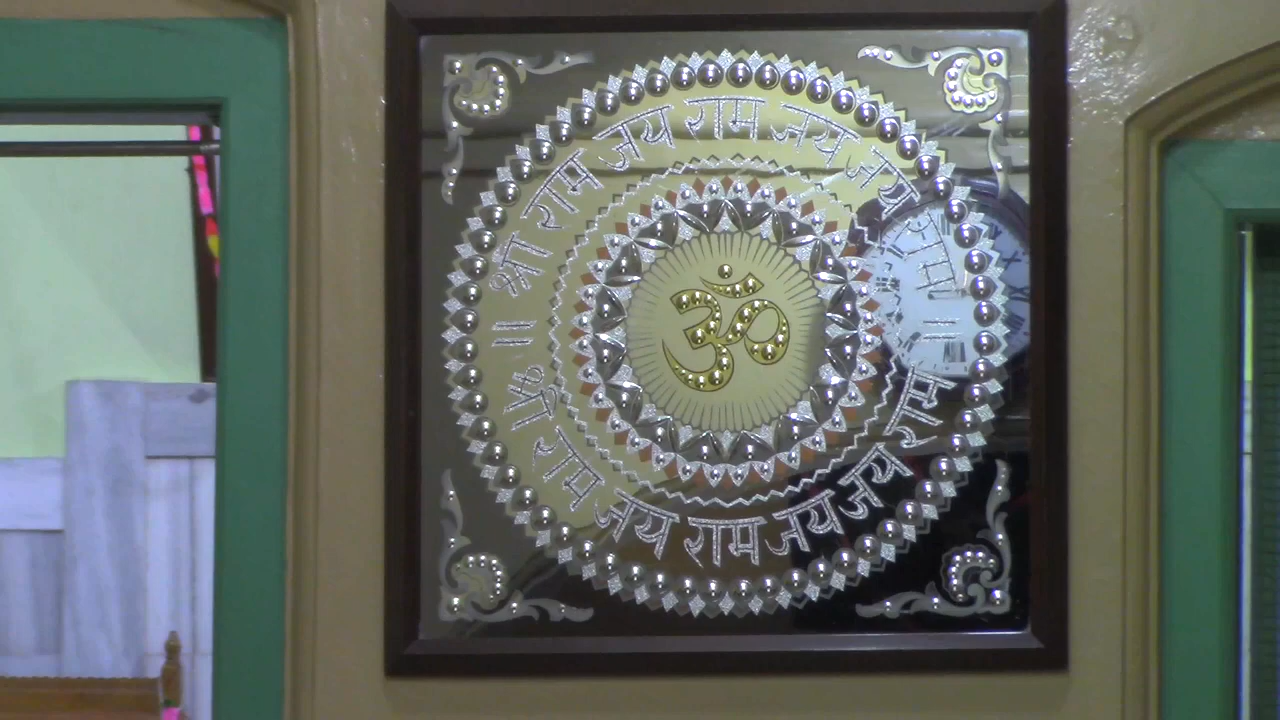 ॥ श्री राम जय राम जय जय राम ॥
ॐ
श्री राम जय राम जय जय राम